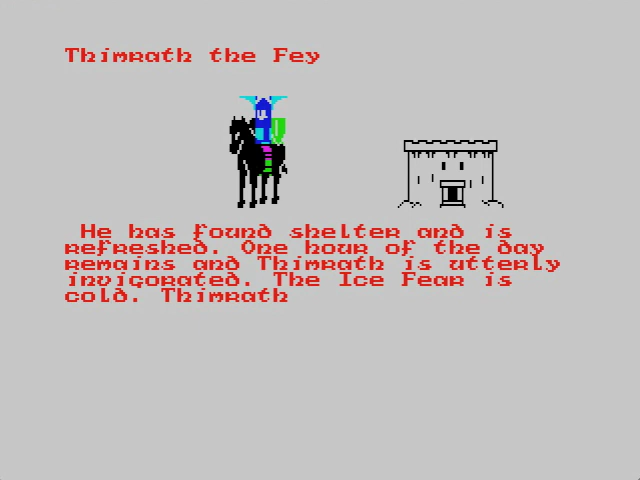 Thimrath the Fey
He has found shelter and is
refreshed. One hour of the day
remains and Thimrath is utterly
invigorated. The Ice Fear is
cold. Thimrath